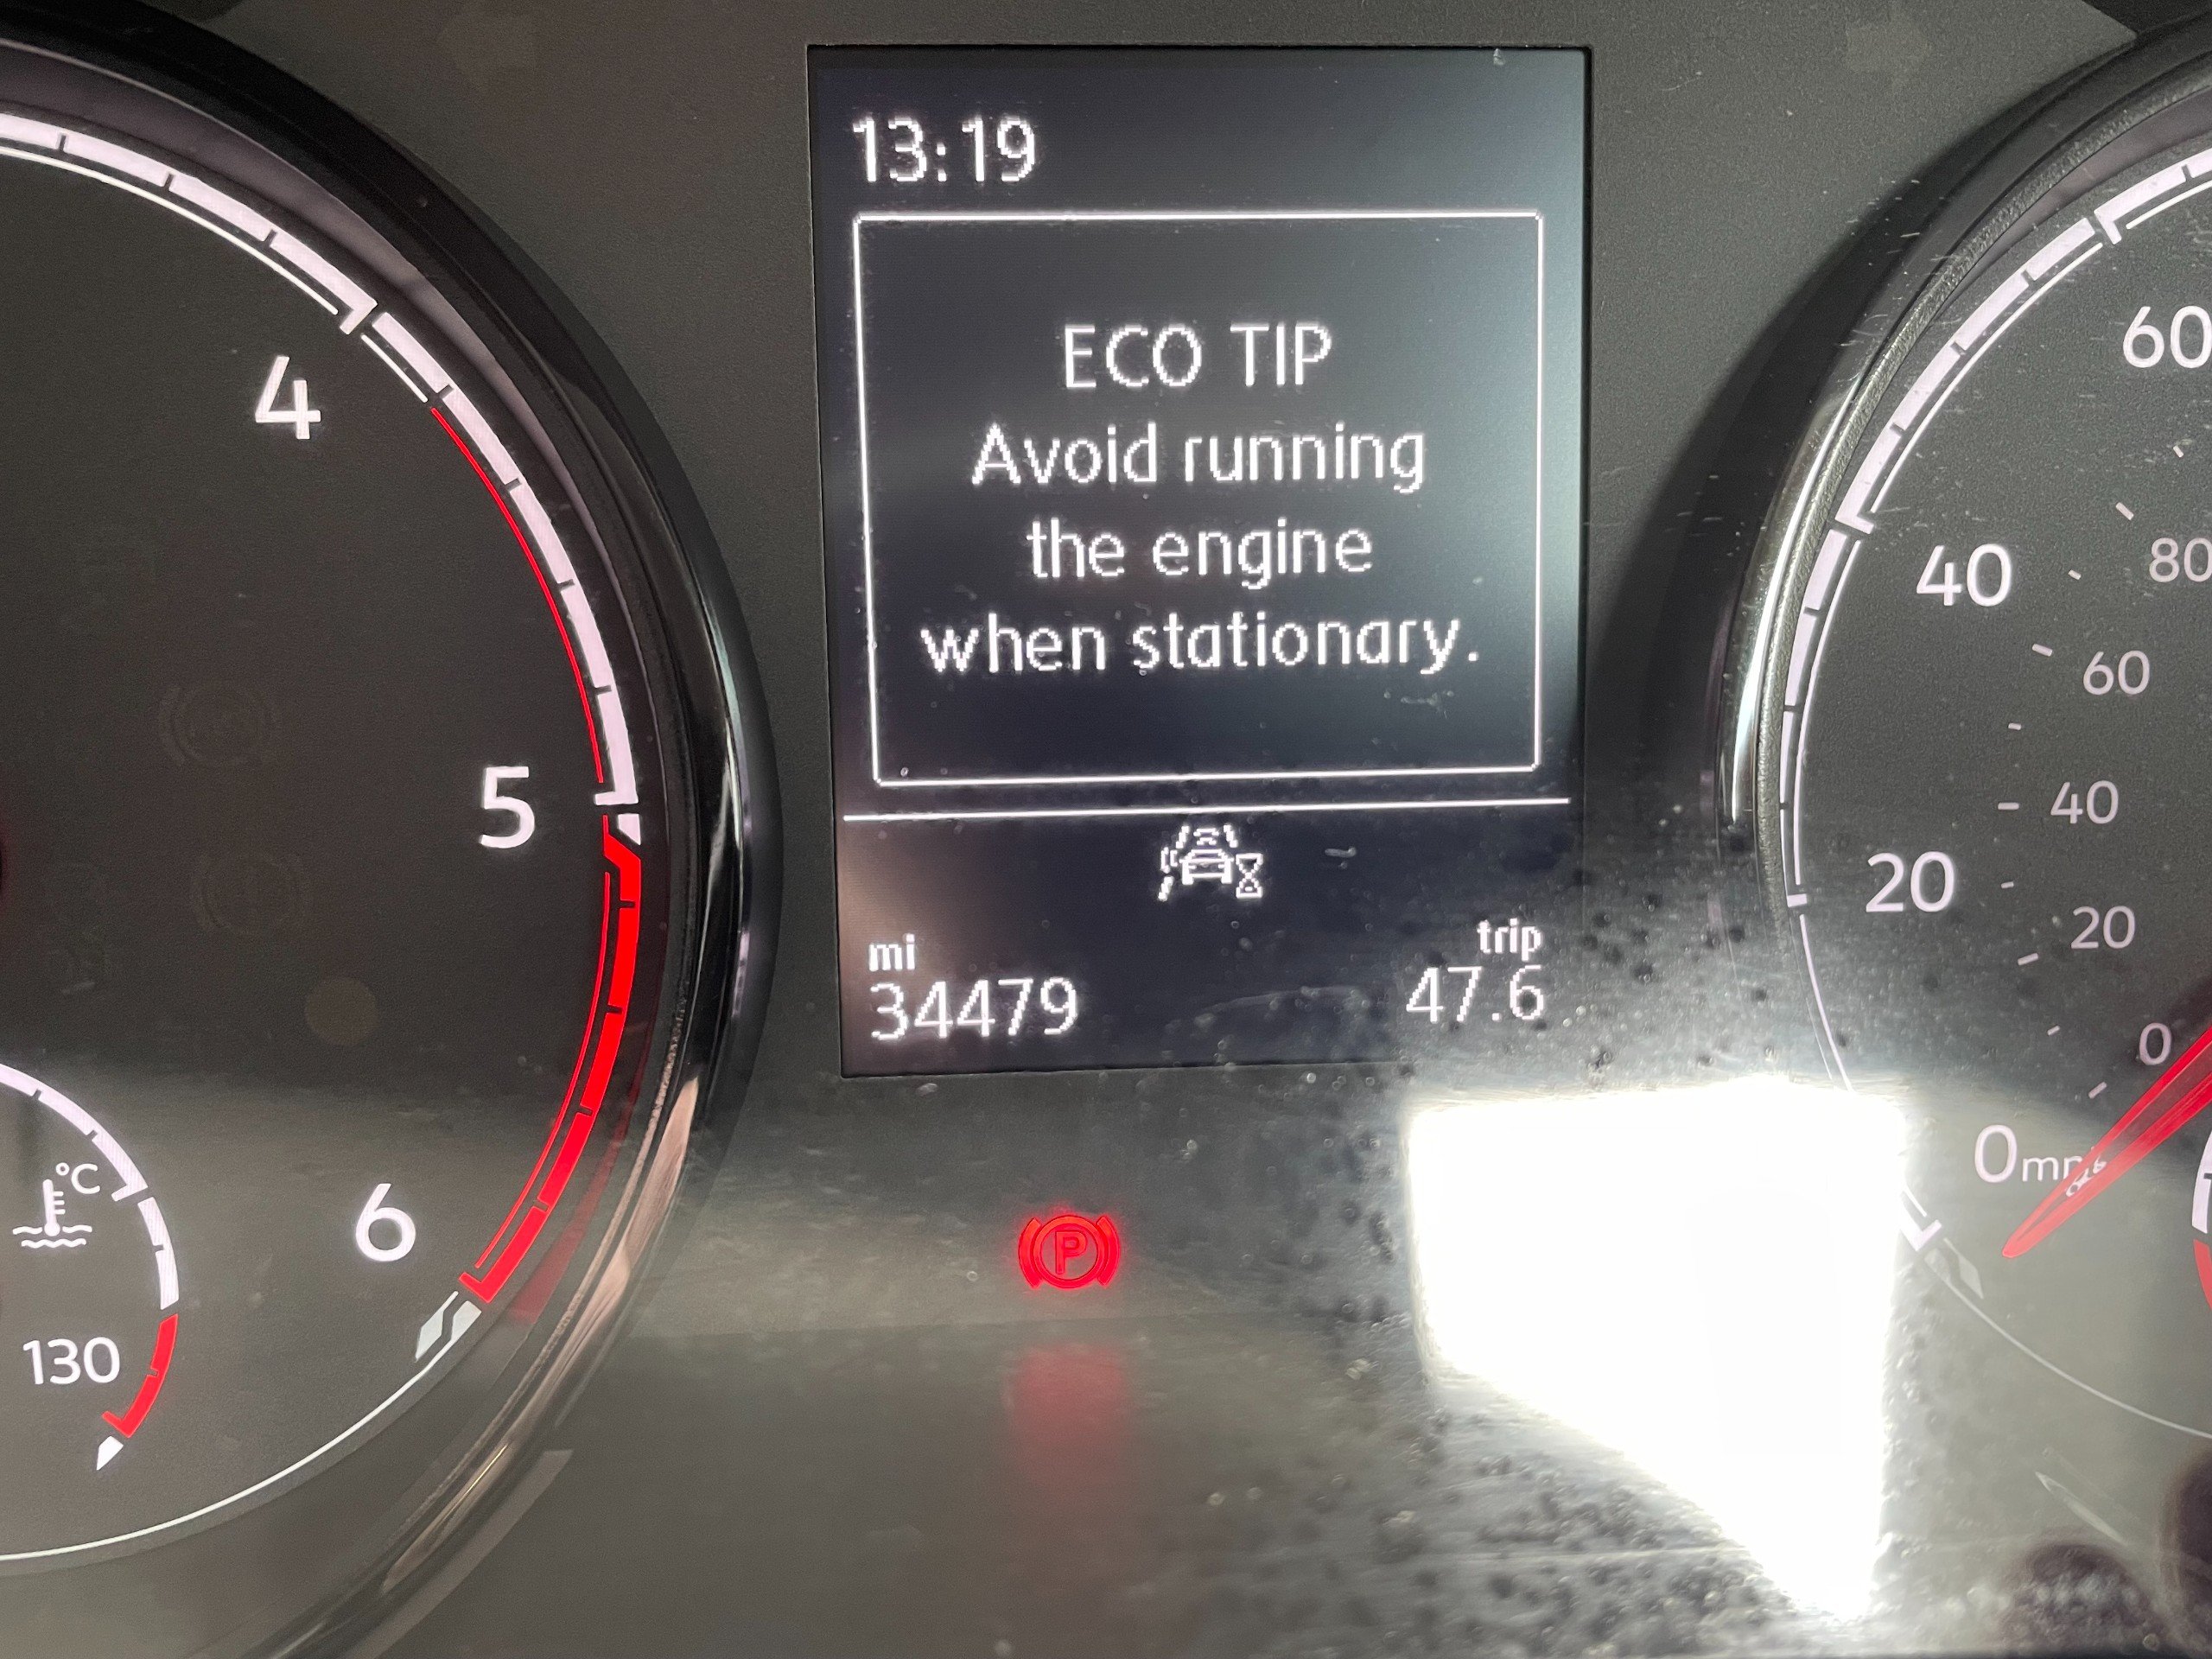 13:19
ECO TIP
Avoid running
the engine
when stationary.
mi
34479
trip
47.6
4
5
6
°C
130
P
60
40
20
0
80
60
40
20
0